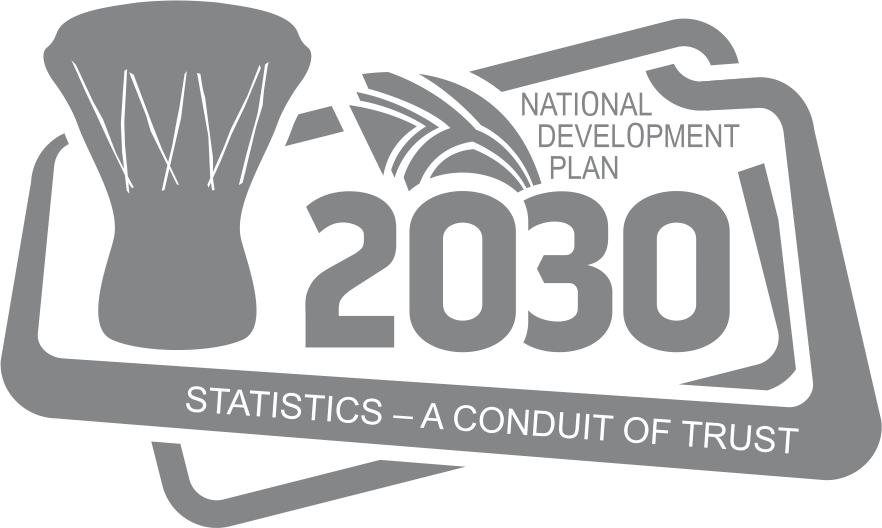 NATIONAL
DEVELOPMENT
PLAN
2030
STATISTICS – A CONDUIT OF TRUST